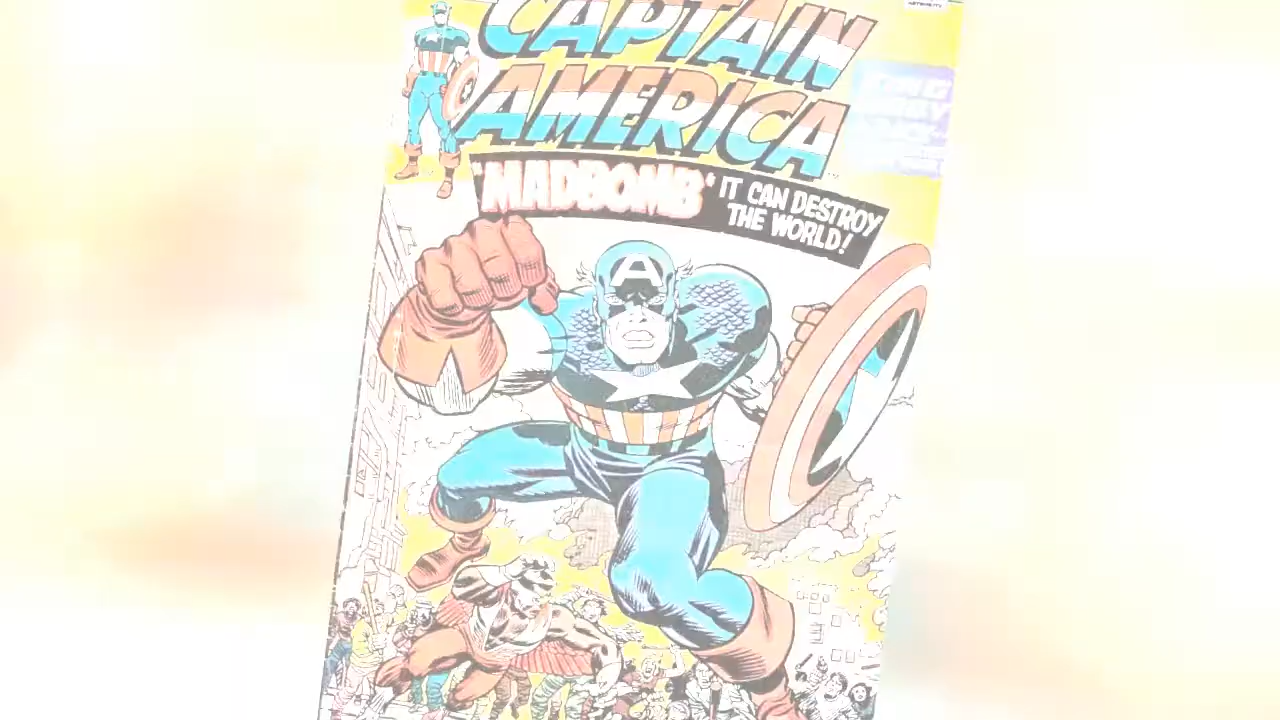 CAPTAIN
AMERICA
"MADBOMB" IT CAN DESTROY
THE WORLD!
A